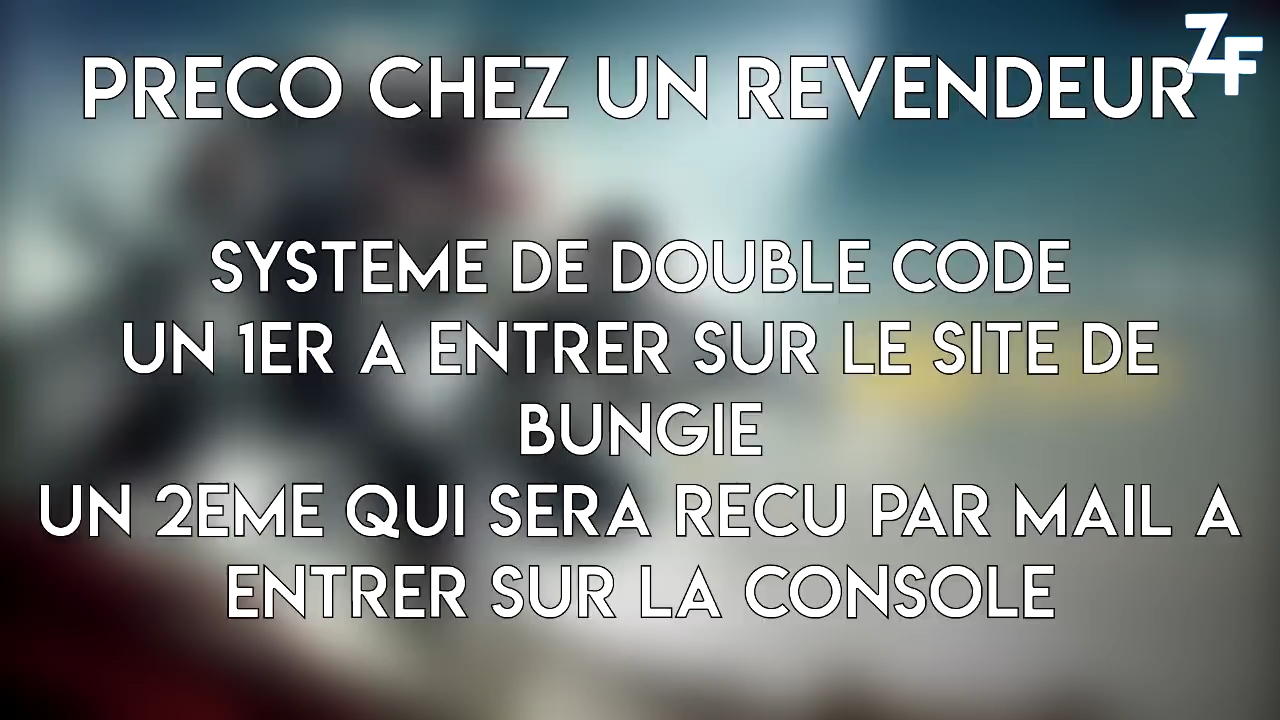 ZF
PRECO CHEZ UN REVENDEUR
SYSTEME DE DOUBLE CODE
UN 1ER A ENTRER SUR LE SITE DE
BUNGIE
UN 2EME QUI SERA RECU PAR MAIL A
ENTRER SUR LA CONSOLE